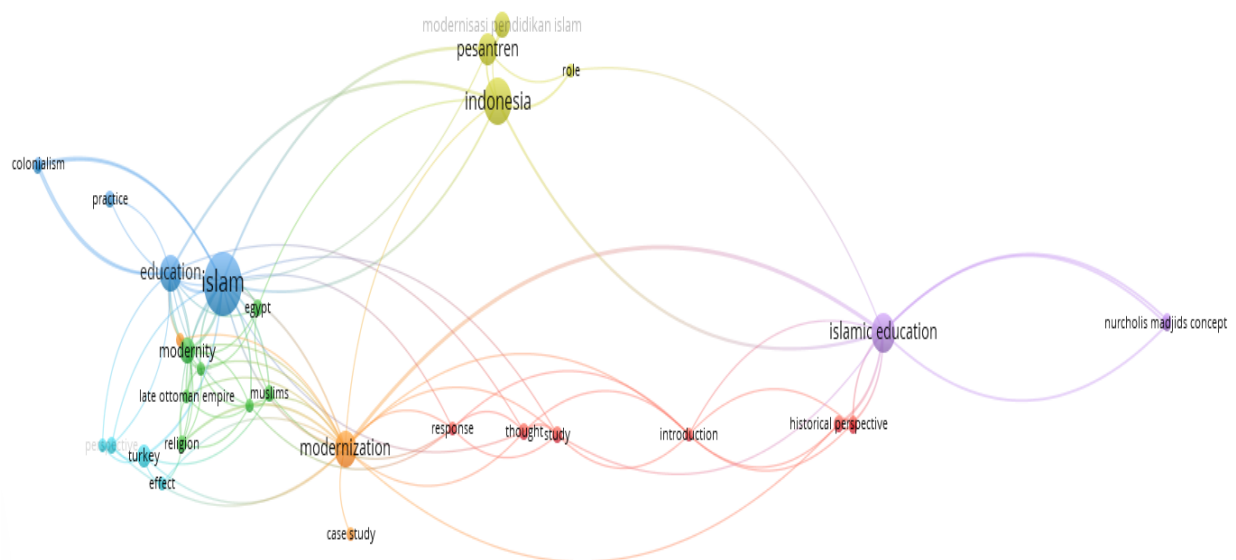 modernisasi pendidikan islam
pesantren
role
indonesia
colonialism
practice
education
islam
egypt
islamic education
nurcholis madjids concept
modernity
late ottoman empire
muslims
religion
perspective
turkey
effect
modernization
response
thought
study
introduction
historical perspective
case study